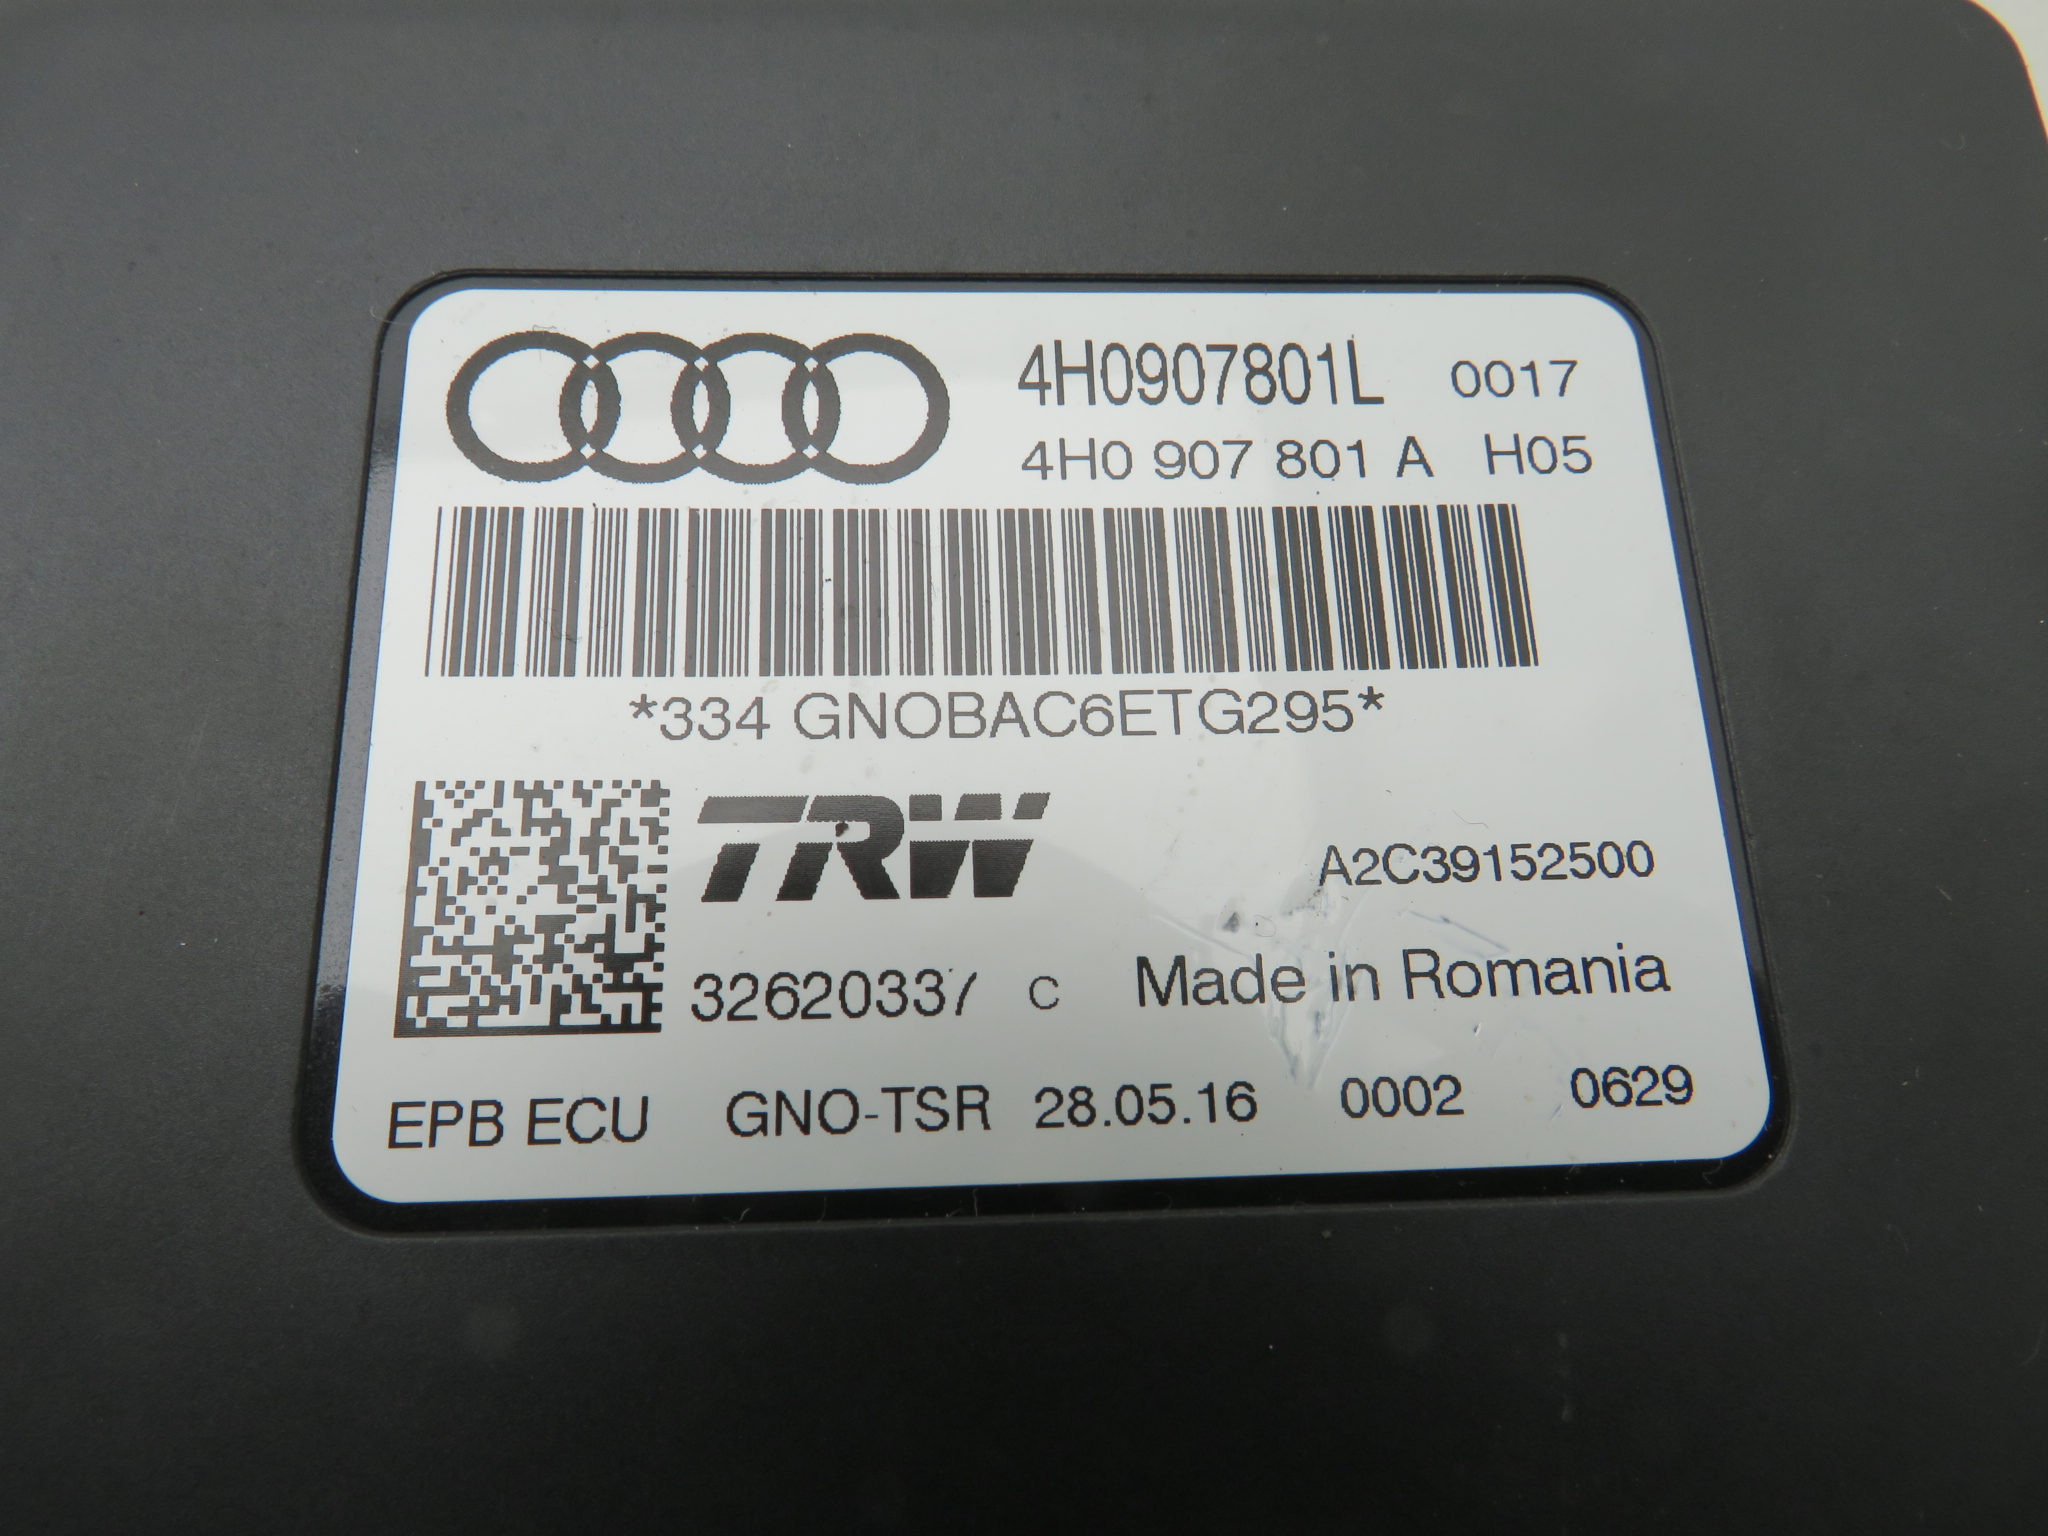 4H0907801L 0017
4H0 907 801 A H05
*334 GNOBAC6ETG295*
TRW
A2C39152500
32620337 C Made in Romania
EPB ECU GNO-TSR 28.05.16 0002 0629